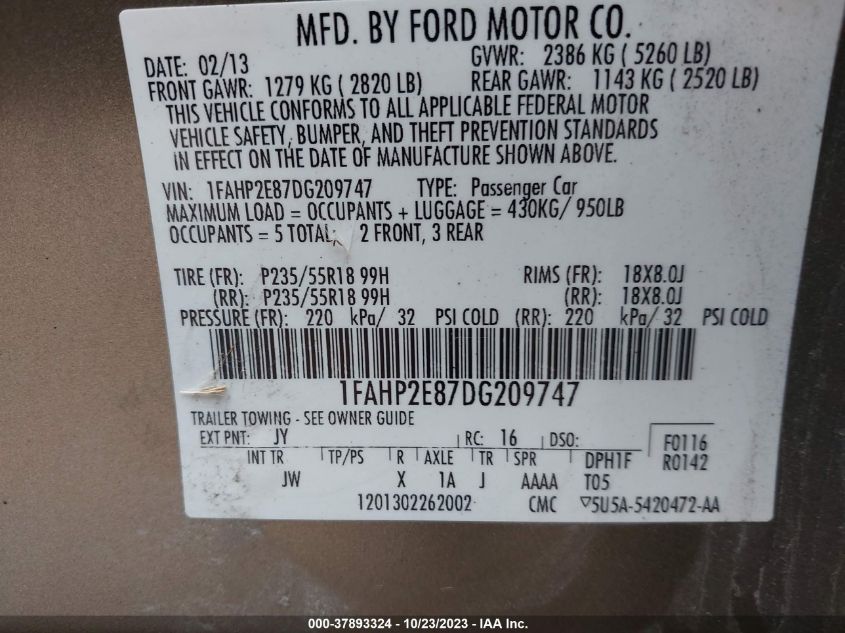 MFD. BY FORD MOTOR CO.
DATE: 02/13 GVWR: 2386 KG ( 5260 LB)
FRONT GAWR: 1279 KG ( 2820 LB) REAR GAWR: 1143 KG ( 2520 LB)
THIS VEHICLE CONFORMS TO ALL APPLICABLE FEDERAL MOTOR
VEHICLE SAFETY, BUMPER, AND THEFT PREVENTION STANDARDS
IN EFFECT ON THE DATE OF MANUFACTURE SHOWN ABOVE.
VIN: 1FAHP2E87DG209747 TYPE: Passenger Car
MAXIMUM LOAD = OCCUPANTS + LUGGAGE = 430KG/ 950LB
OCCUPANTS = 5 TOTAL: 2 FRONT, 3 REAR
TIRE (FR): P235/55R18 99H RIMS (FR): 18X8.0J
(RR): P235/55R18 99H (RR): 18X8.0J
PRESSURE (FR): 220 kPa/ 32 PSI COLD (RR): 220 kPa/ 32 PSI COLD
1FAHP2E87DG209747
TRAILER TOWING - SEE OWNER GUIDE
EXT PNT: JY RC: 16 DSO: F0116
R0142
INT TR TP/PS R AXLE TR SPR DPH1F
JW X 1A J AAAA T05
1201302262002 CMC ▽5U5A-5420472-AA
000-37893324 - 10/23/2023 - IAA Inc.